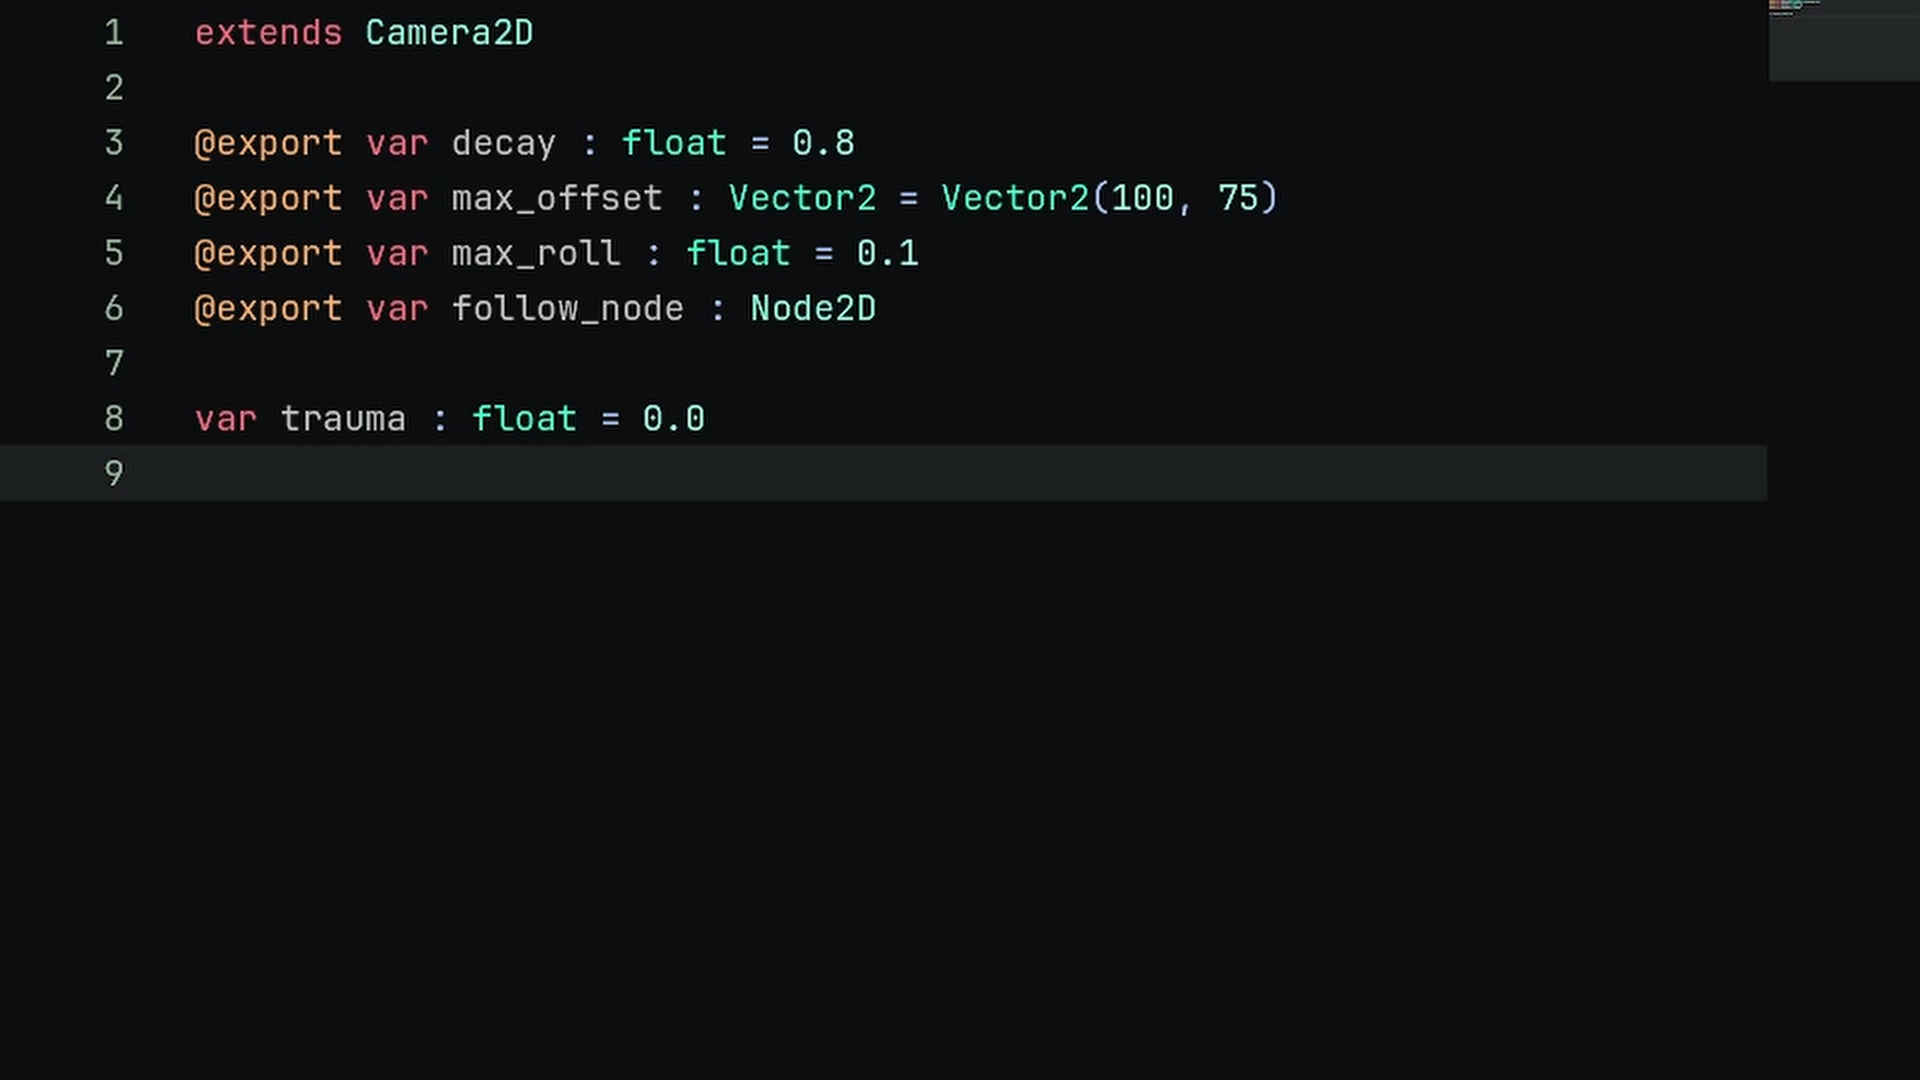 1 extends Camera2D
2
3 @export var decay : float = 0.8
4 @export var max_offset : Vector2 = Vector2(100, 75)
5 @export var max_roll : float = 0.1
6 @export var follow_node : Node2D
7
8 var trauma : float = 0.0
9